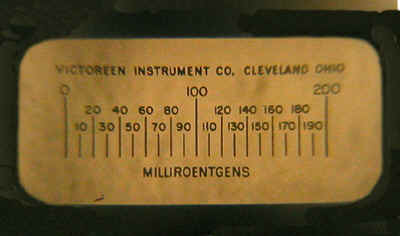 VICTOREEN INSTRUMENT CO. CLEVELAND OHIO
0 100 200
20 40 60 80 120 140 160 180
10 30 50 70 90 110 130 150 170 190
MILLIROENTGENS